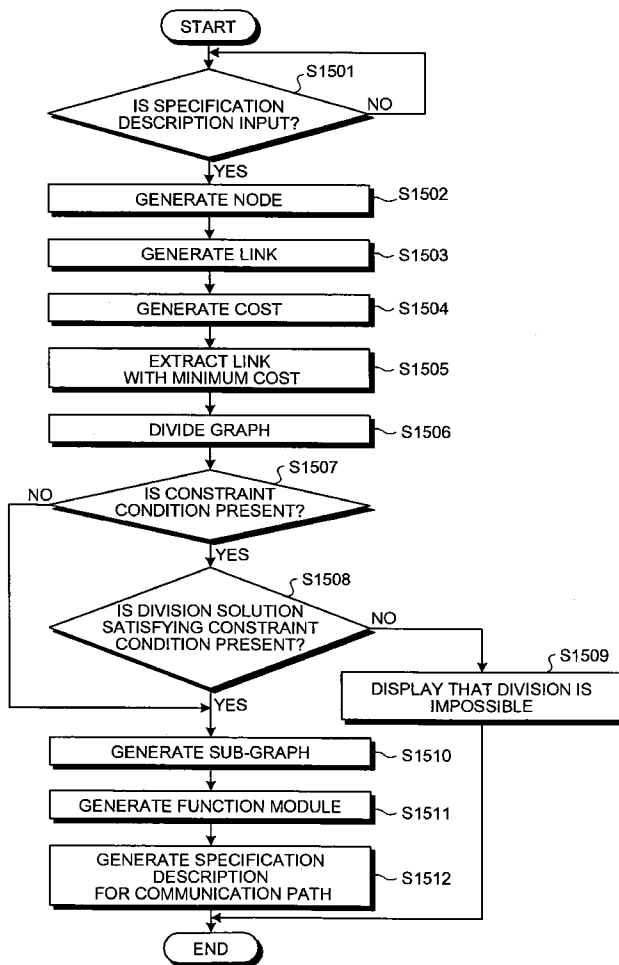 START
S1501
IS SPECIFICATION
DESCRIPTION INPUT?
NO
YES
GENERATE NODE
S1502
GENERATE LINK
S1503
GENERATE COST
S1504
EXTRACT LINK
WITH MINIMUM COST
S1505
DIVIDE GRAPH
S1506
S1507
NO
IS CONSTRAINT
CONDITION PRESENT?
YES
S1508
IS DIVISION SOLUTION
SATISFYING CONSTRAINT
CONDITION PRESENT?
NO
S1509
DISPLAY THAT DIVISION IS
IMPOSSIBLE
YES
GENERATE SUB-GRAPH
S1510
GENERATE FUNCTION MODULE
S1511
GENERATE SPECIFICATION
DESCRIPTION
FOR COMMUNICATION PATH
S1512
END